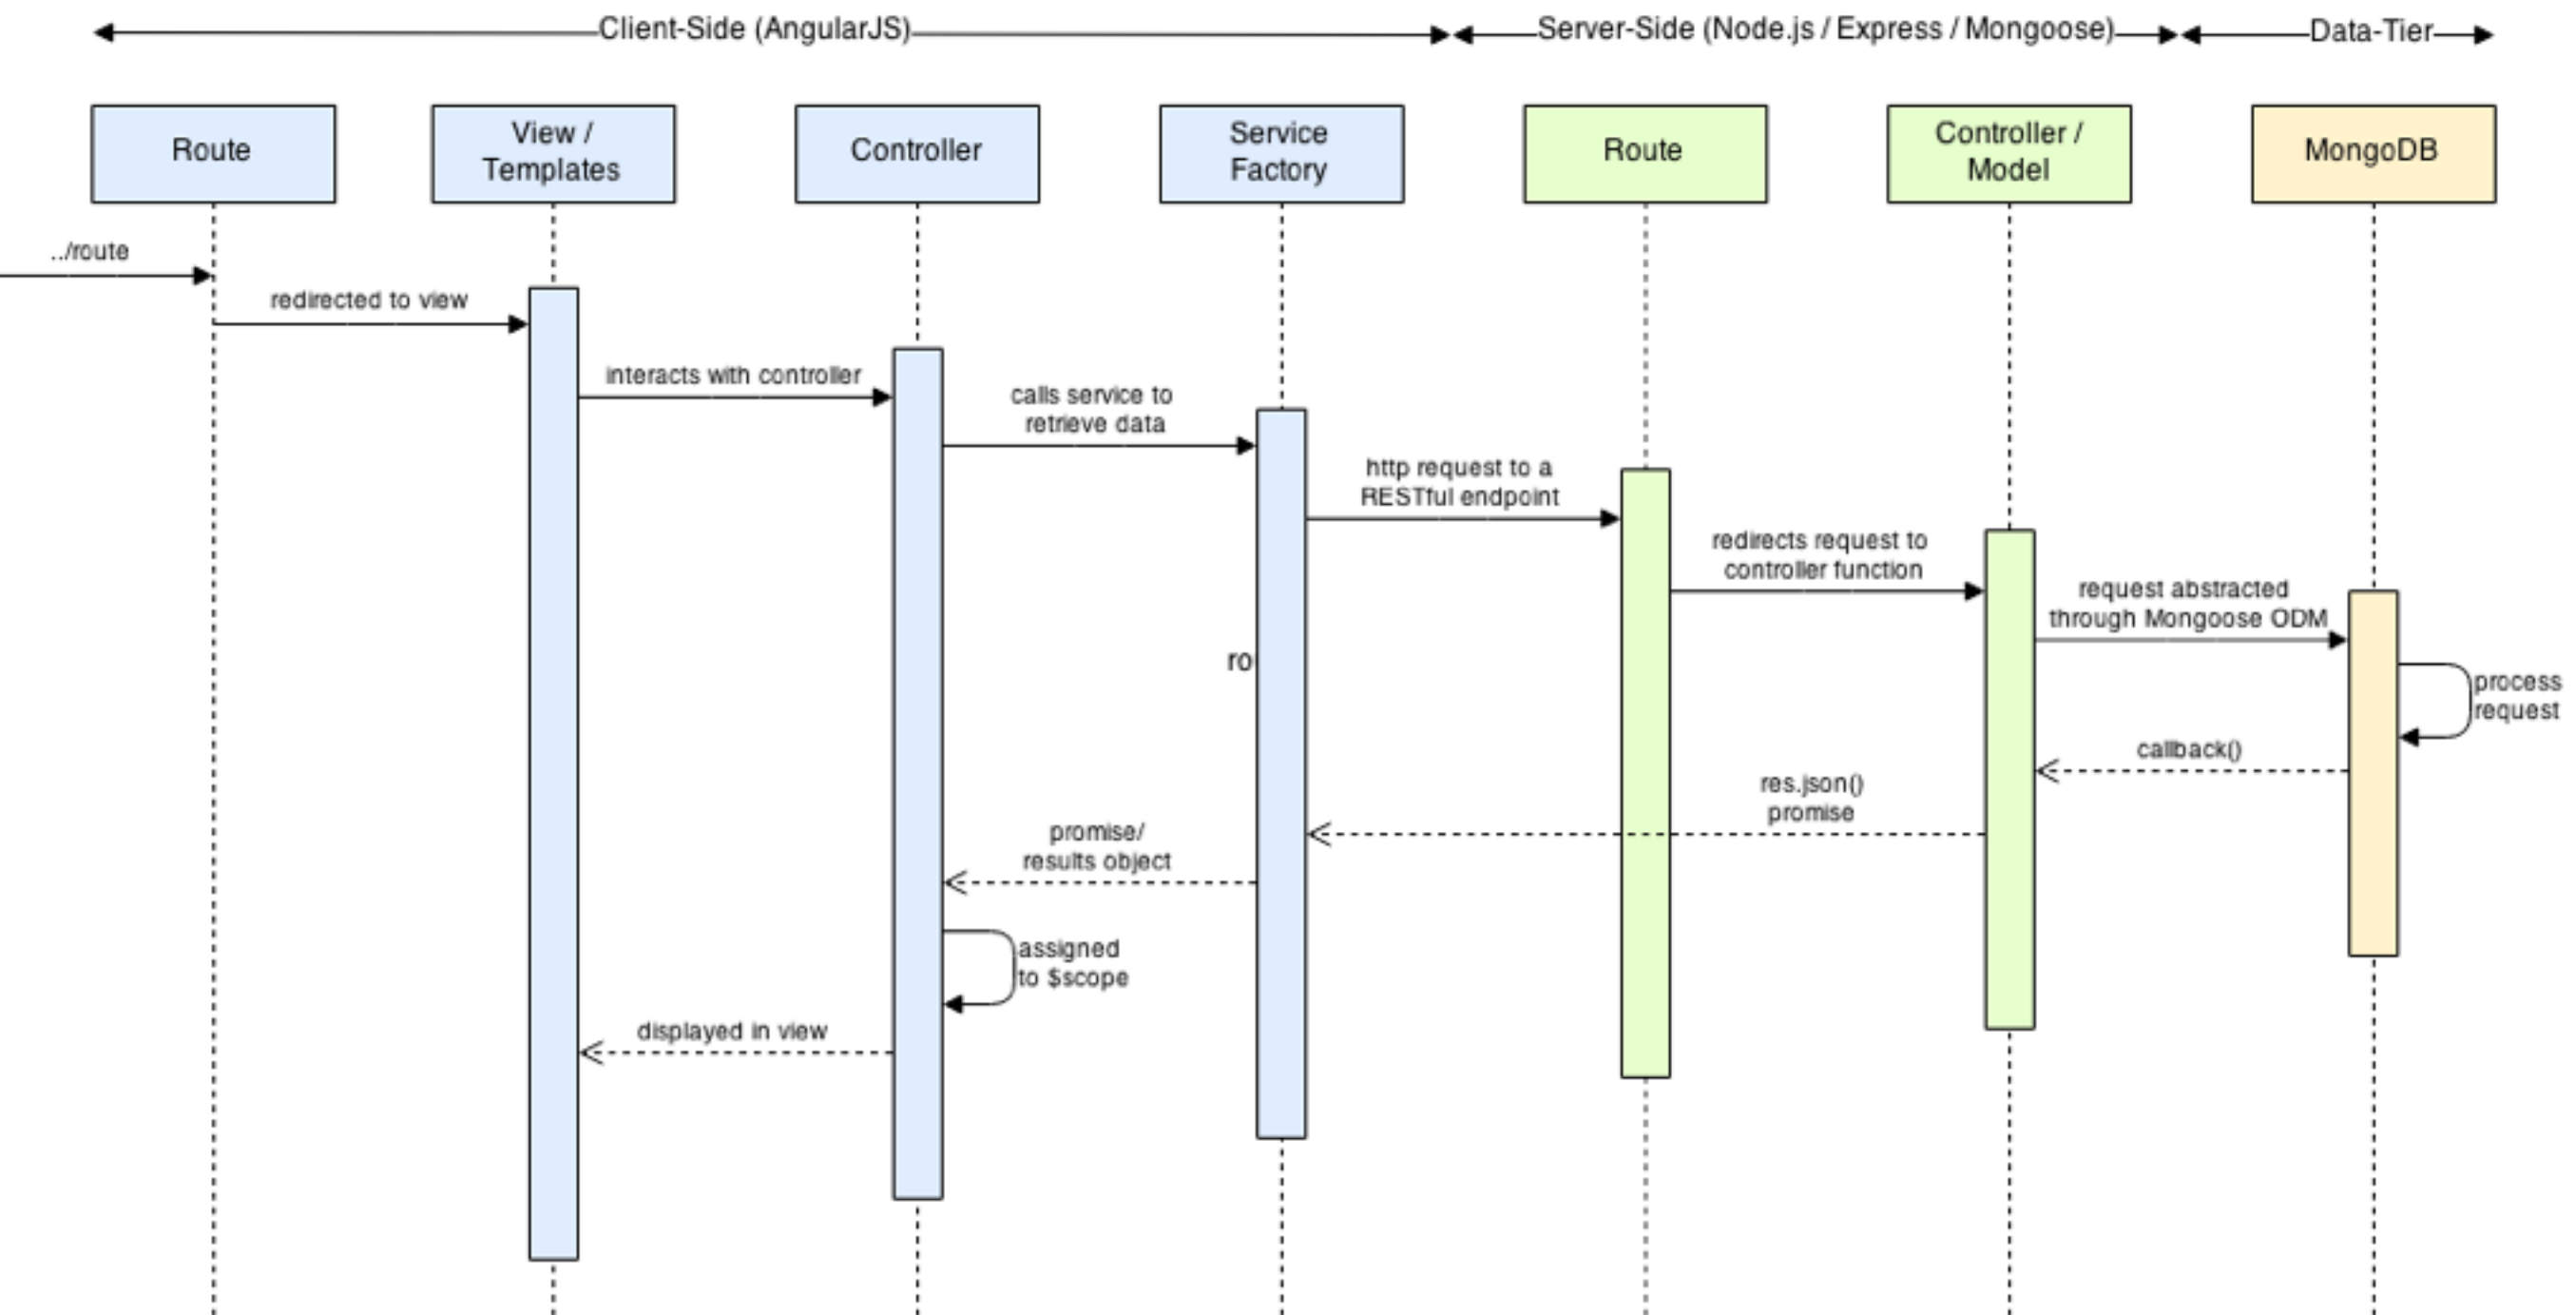 Client-Side (AngularJS)
Server-Side (Node.js / Express / Mongoose)
Data-Tier
Route
View /
Templates
Controller
Service
Factory
Route
Controller /
Model
MongoDB
../route
redirected to view
interacts with controller
calls service to
retrieve data
http request to a
RESTful endpoint
redirects request to
controller function
request abstracted
through Mongoose ODM
ro
process
request
callback()
res.json()
promise
promise/
results object
assigned
to $scope
displayed in view